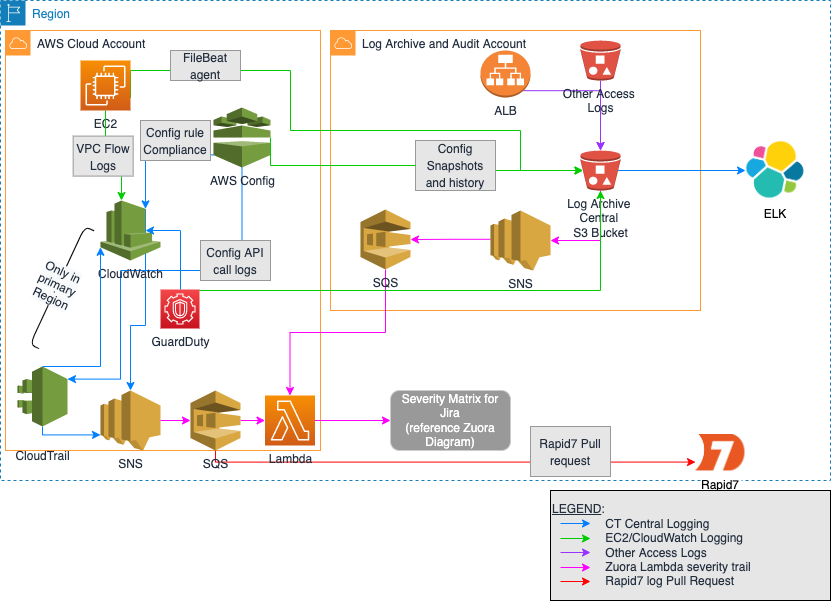 Region
AWS Cloud Account
Log Archive and Audit Account
FileBeat
agent
EC2
ALB
Other Access
Logs
VPC Flow
Logs
Config rule
Compliance
AWS Config
Config
Snapshots
and history
Log Archive
Central
S3 Bucket
ELK
CloudWatch
Config API
call logs
SQS
SNS
Only in
primary
Region
GuardDuty
CloudTrail
SNS
SQS
Lambda
Severity Matrix for
Jira
(reference Zuora
Diagram)
Rapid7 Pull
request
Rapid7
LEGEND:
CT Central Logging
EC2/CloudWatch Logging
Other Access Logs
Zuora Lambda severity trail
Rapid7 log Pull Request